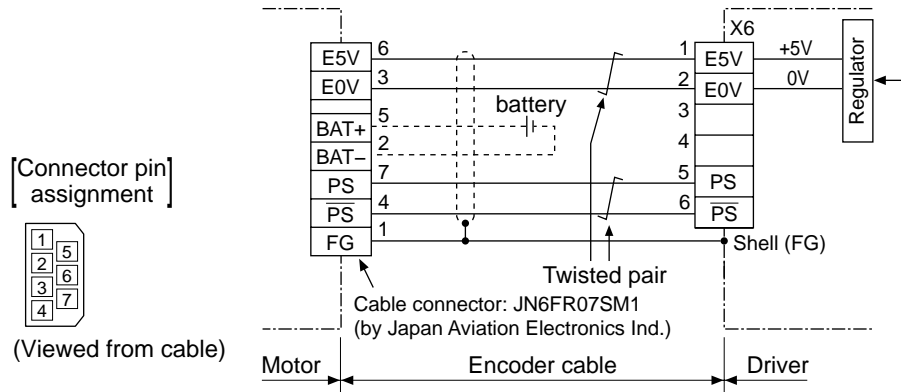 X6
E5V 6 1 E5V +5V
E0V 3 2 E0V 0V
Regulator
battery
3
BAT+ 5
4
BAT– 2
PS 7 5 PS
PS 4 6 PS
FG 1
Shell (FG)
Twisted pair
[Connector pin assignment]
1
2
3
4
5
6
7
(Viewed from cable)
Cable connector: JN6FR07SM1
(by Japan Aviation Electronics Ind.)
Motor Encoder cable Driver